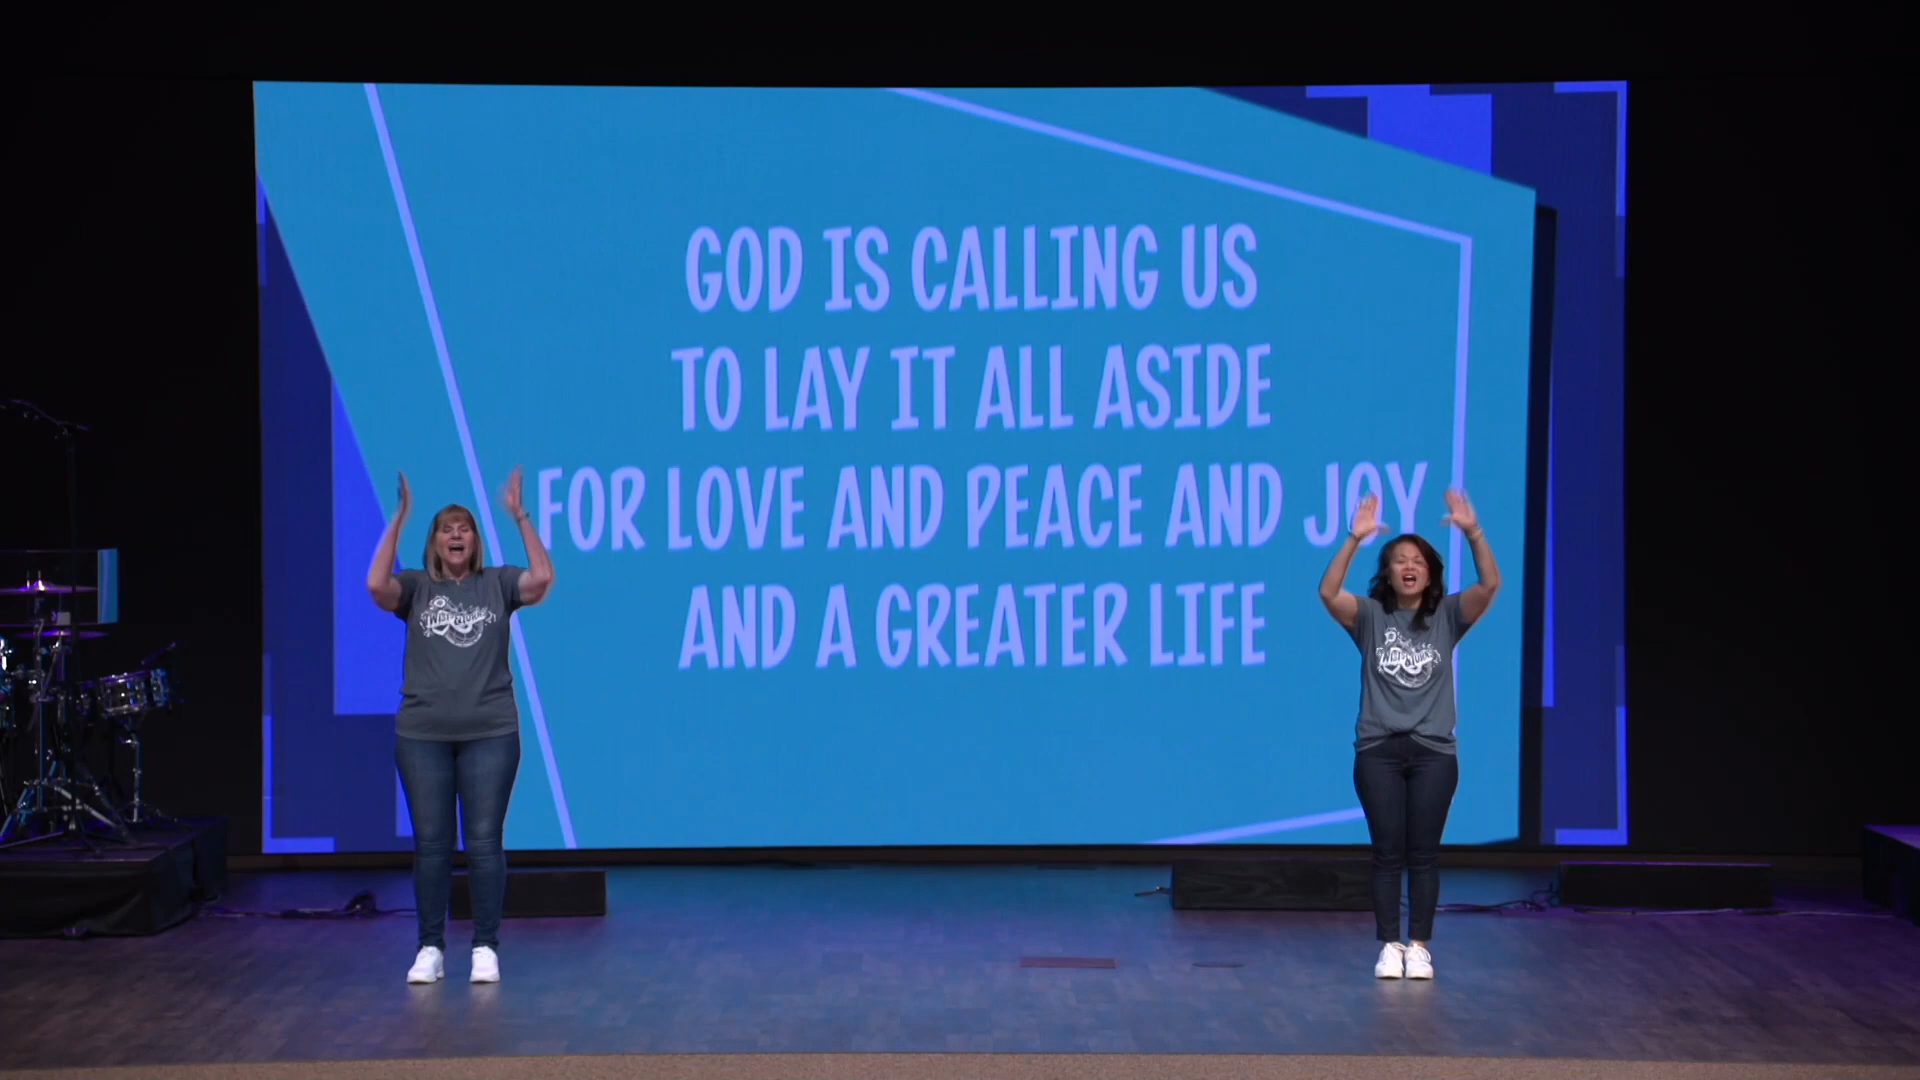 GOD IS CALLING US
TO LAY IT ALL ASIDE
FOR LOVE AND PEACE AND JOY
AND A GREATER LIFE